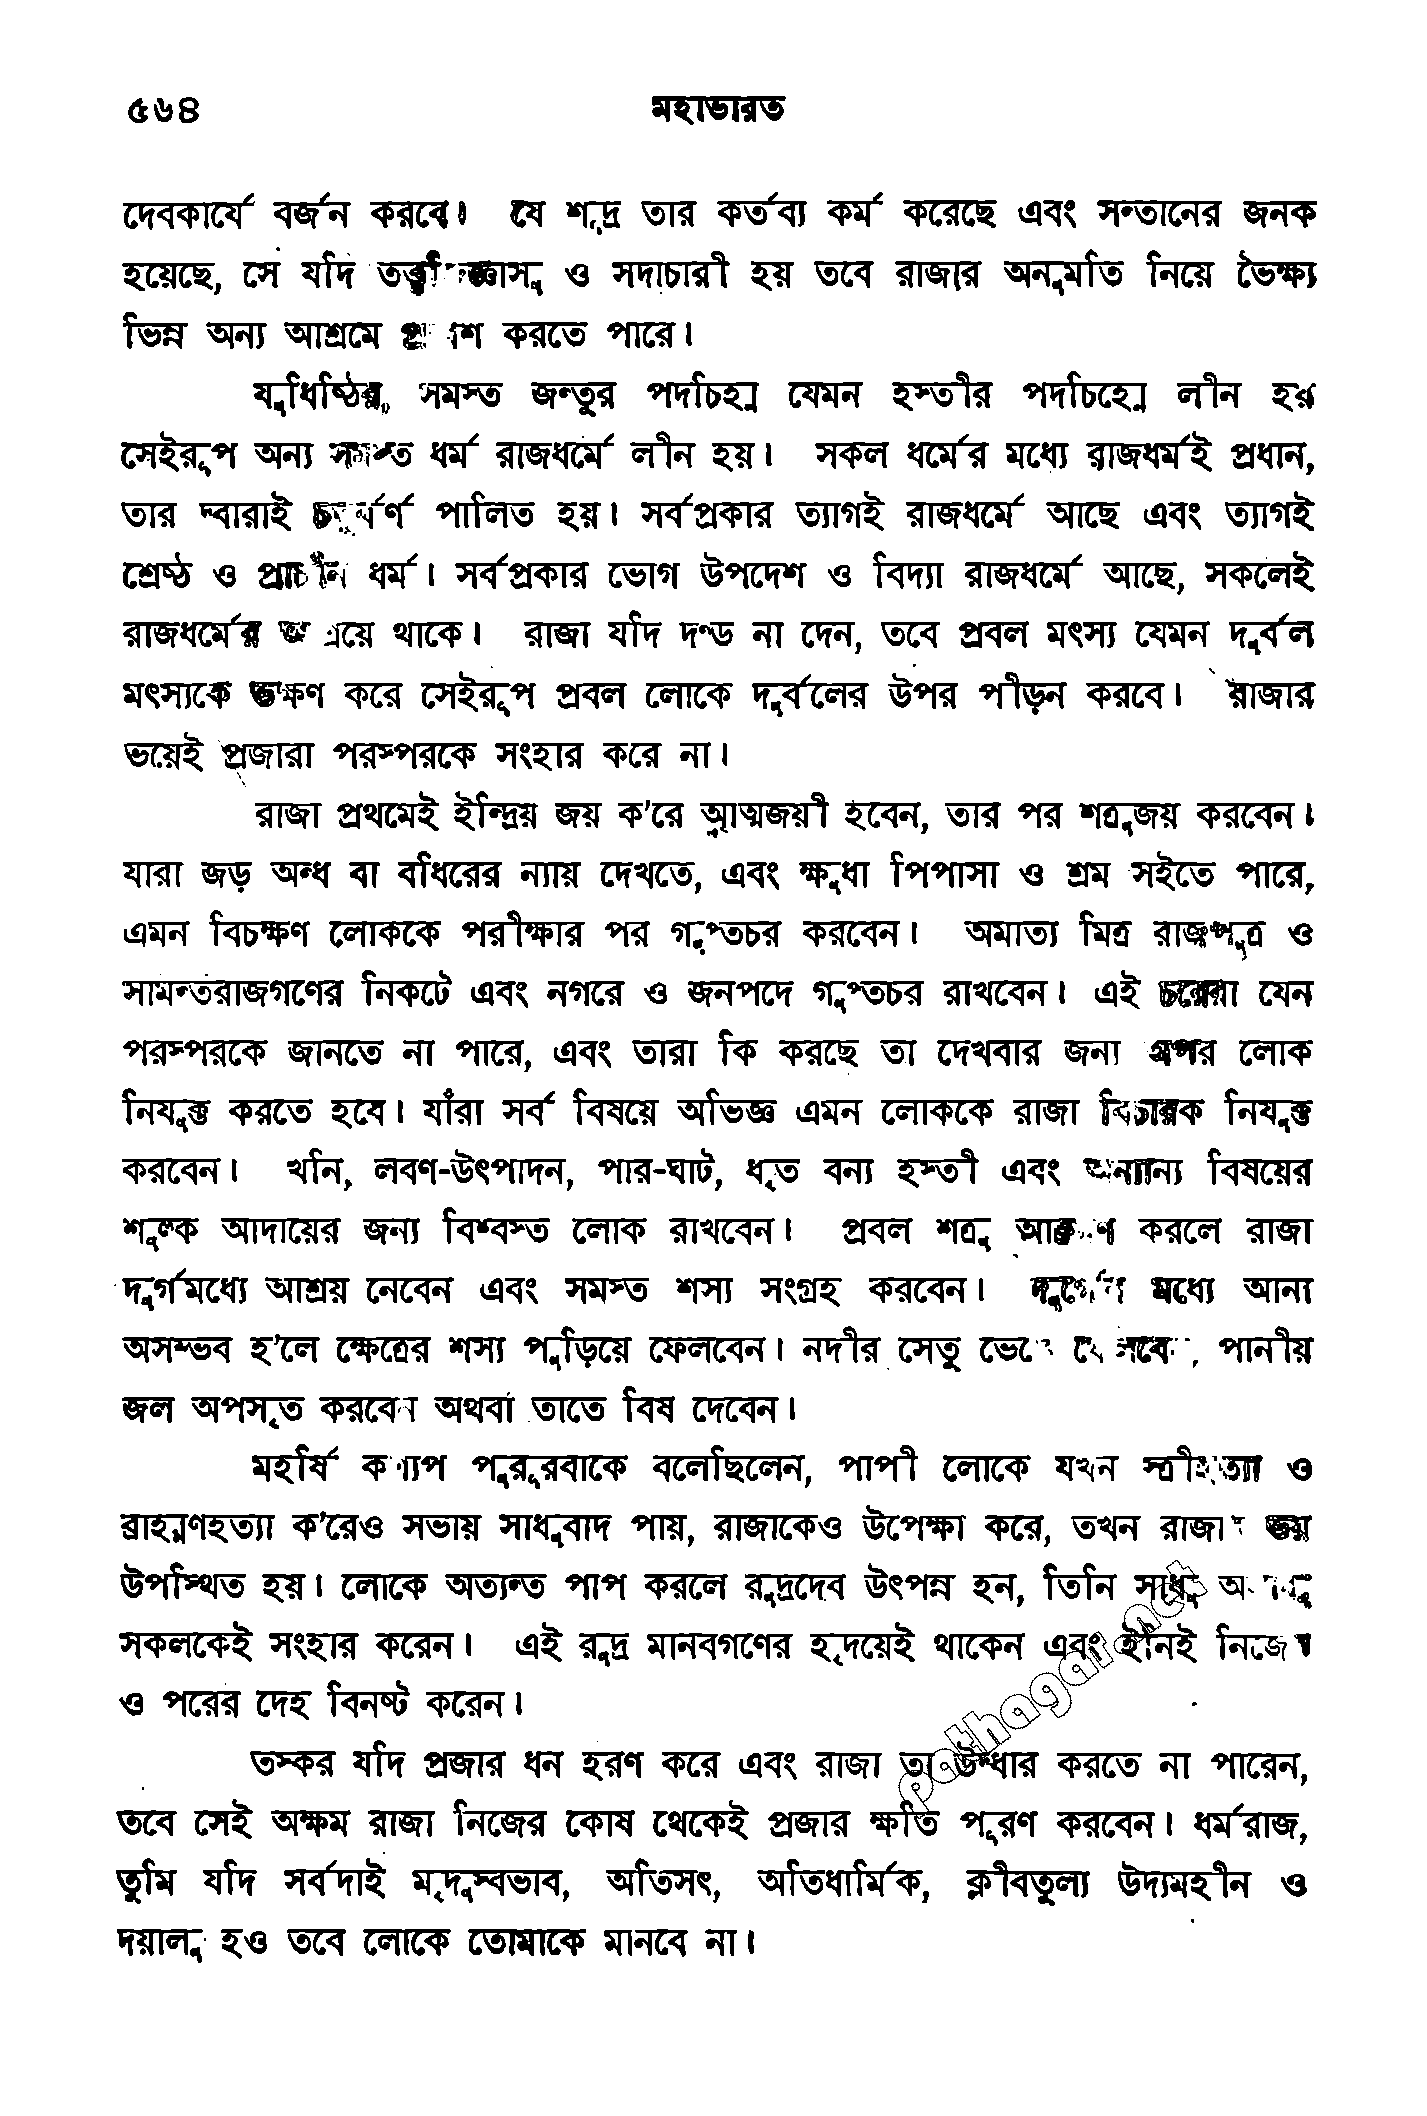 ৫৬৪ মহাভারত
দেবকার্যে বর্জন করবে। যে শূদ্র তার কর্তব্য কর্ম করেছে এবং সন্তানের জনক
হয়েছে, সে যদি তত্ত্বজিজ্ঞাসু ও সদাচারী হয় তবে রাজার অনুমতি নিয়ে ভৈক্ষ্য
ভিন্ন অন্য আশ্রমে প্রবেশ করতে পারে।
যুধিষ্ঠির, সমস্ত জন্তুর পদচিহ্ন যেমন হস্তীর পদচিহ্নে লীন হয়
সেইরূপ অন্য সমস্ত ধর্ম রাজধর্মে লীন হয়। সকল ধর্মের মধ্যে রাজধর্মই প্রধান,
তার দ্বারাই চতুর্বর্ণ পালিত হয়। সর্বপ্রকার ত্যাগই রাজধর্মে আছে এবং ত্যাগই
শ্রেষ্ঠ ও প্রাচীন ধর্ম। সর্বপ্রকার ভোগ উপদেশ ও বিদ্যা রাজধর্মে আছে, সকলেই
রাজধর্মের আশ্রয়ে থাকে। রাজা যদি দণ্ড না দেন, তবে প্রবল মৎস্য যেমন দুর্বল
মৎস্যকে ভক্ষণ করে সেইরূপ প্রবল লোকে দুর্বলের উপর পীড়ন করবে। রাজার
ভয়েই প্রজারা পরস্পরকে সংহার করে না।
রাজা প্রথমেই ইন্দ্রিয় জয় ক'রে আত্মজয়ী হবেন, তার পর শত্রুজয় করবেন।
যারা জড় অন্ধ বা বধিরের ন্যায় দেখতে, এবং ক্ষুধা পিপাসা ও শ্রম সইতে পারে,
এমন বিচক্ষণ লোককে পরীক্ষার পর গুপ্তচর করবেন। অমাত্য মিত্র রাজপুত্র ও
সামন্তরাজগণের নিকটে এবং নগরে ও জনপদে গুপ্তচর রাখবেন। এই চরেরা যেন
পরস্পরকে জানতে না পারে, এবং তারা কি করছে তা দেখবার জন্য অপর লোক
নিযুক্ত করতে হবে। যাঁরা সর্ব বিষয়ে অভিজ্ঞ এমন লোককে রাজা বিচারক নিযুক্ত
করবেন। খনি, লবণ-উৎপাদন, পার-ঘাট, ধৃত বন্য হস্তী এবং অন্যান্য বিষয়ের
শুল্ক আদায়ের জন্য বিশ্বস্ত লোক রাখবেন। প্রবল শত্রু আক্রমণ করলে রাজা
দুর্গমধ্যে আশ্রয় নেবেন এবং সমস্ত শস্য সংগ্রহ করবেন। দুর্গের মধ্যে আনা
অসম্ভব হ'লে ক্ষেত্রের শস্য পুড়িয়ে ফেলবেন। নদীর সেতু ভেঙে ফেলবেন, পানীয়
জল অপসৃত করবেন অথবা তাতে বিষ দেবেন।
মহর্ষি কশ্যপ পুরূরবাকে বলেছিলেন, পাপী লোকে যখন স্ত্রীহত্যা ও
ব্রাহ্মণহত্যা ক'রেও সভায় সাধুবাদ পায়, রাজাকেও উপেক্ষা করে, তখন রাজার ভয়
উপস্থিত হয়। লোকে অত্যন্ত পাপ করলে রুদ্রদেব উৎপন্ন হন, তিনি সাধু অসাধু
সকলকেই সংহার করেন। এই রুদ্র মানবগণের হৃদয়েই থাকেন এবং ইনিই নিজের
ও পরের দেহ বিনষ্ট করেন।
তস্কর যদি প্রজার ধন হরণ করে এবং রাজা তা উদ্ধার করতে না পারেন,
তবে সেই অক্ষম রাজা নিজের কোষ থেকেই প্রজার ক্ষতি পূরণ করবেন। ধর্মরাজ,
তুমি যদি সর্বদাই মৃদুস্বভাব, অতিসৎ, অতিধার্মিক, ক্লীবতুল্য উদ্যমহীন ও
দয়ালু হও তবে লোকে তোমাকে মানবে না।
pathagar.net